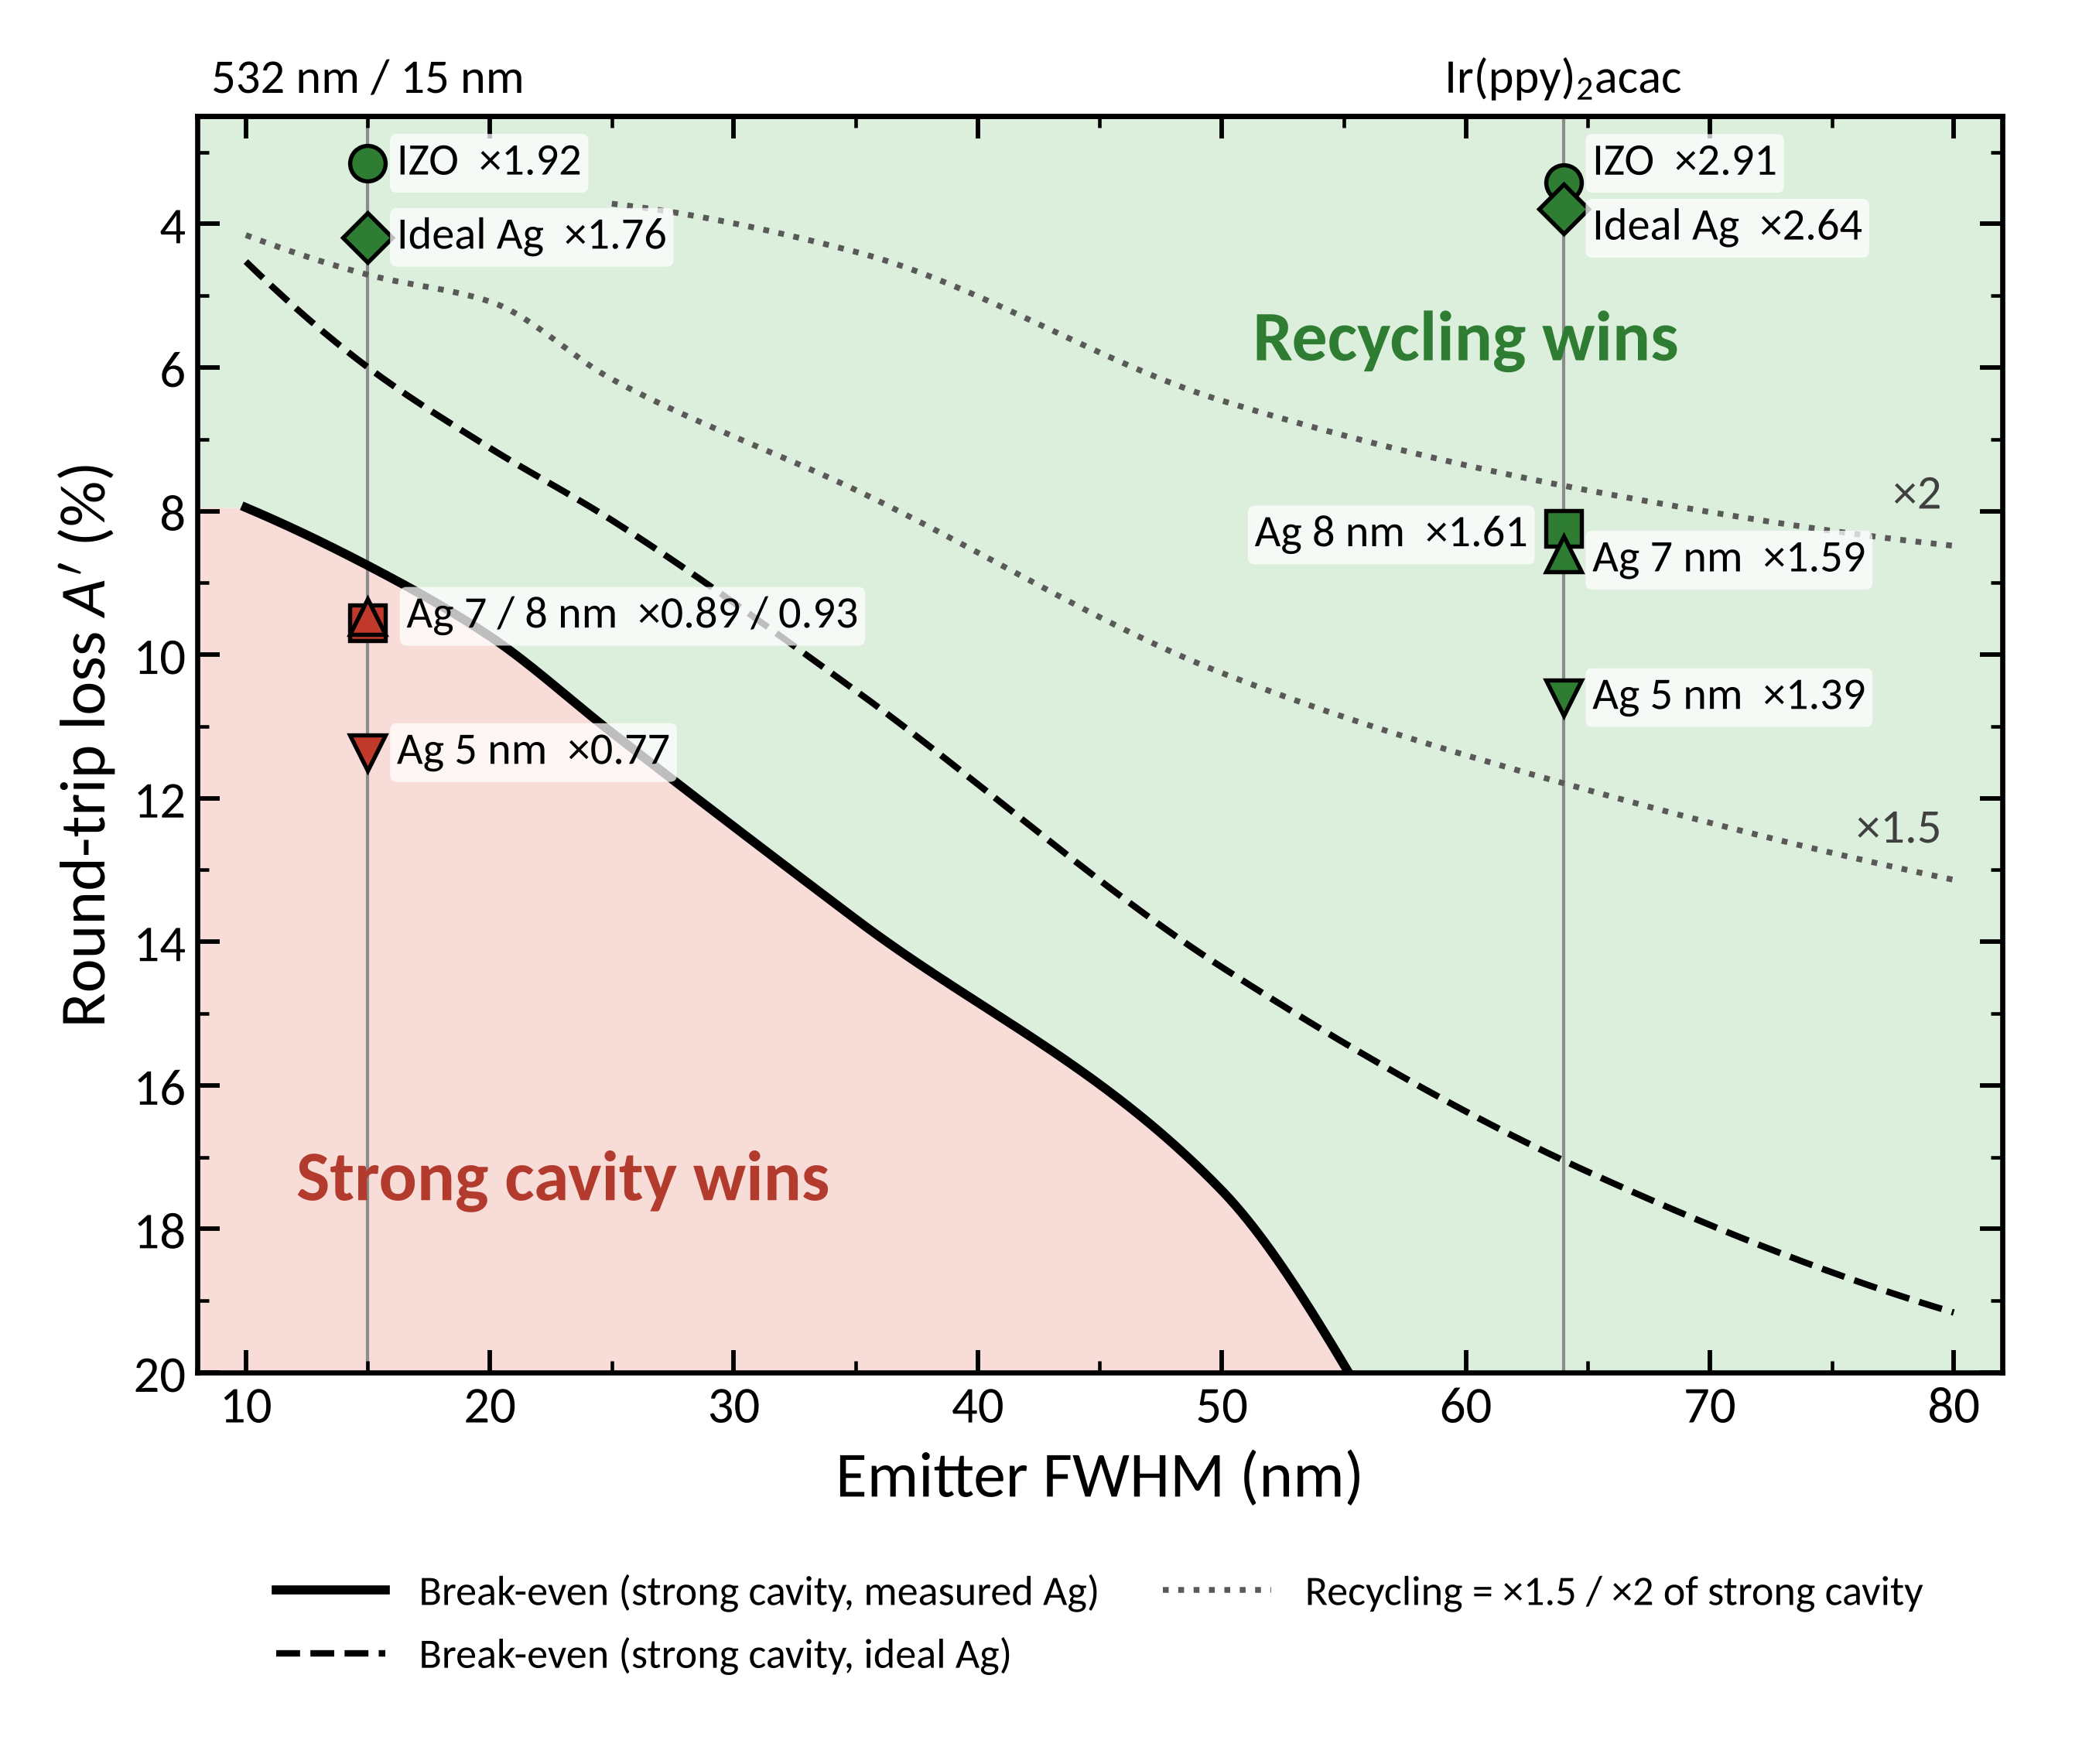 532 nm / 15 nm
Ir(ppy)₂acac
IZO ×1.92
IZO ×2.91
Ideal Ag ×1.76
Ideal Ag ×2.64
Recycling wins
×2
Ag 8 nm ×1.61
Ag 7 nm ×1.59
Ag 7 / 8 nm ×0.89 / 0.93
Ag 5 nm ×1.39
Ag 5 nm ×0.77
×1.5
Strong cavity wins
Round-trip loss A′ (%)
4
6
8
10
12
14
16
18
20
10 20 30 40 50 60 70 80
Emitter FWHM (nm)
Break-even (strong cavity, measured Ag)
Break-even (strong cavity, ideal Ag)
Recycling = ×1.5 / ×2 of strong cavity